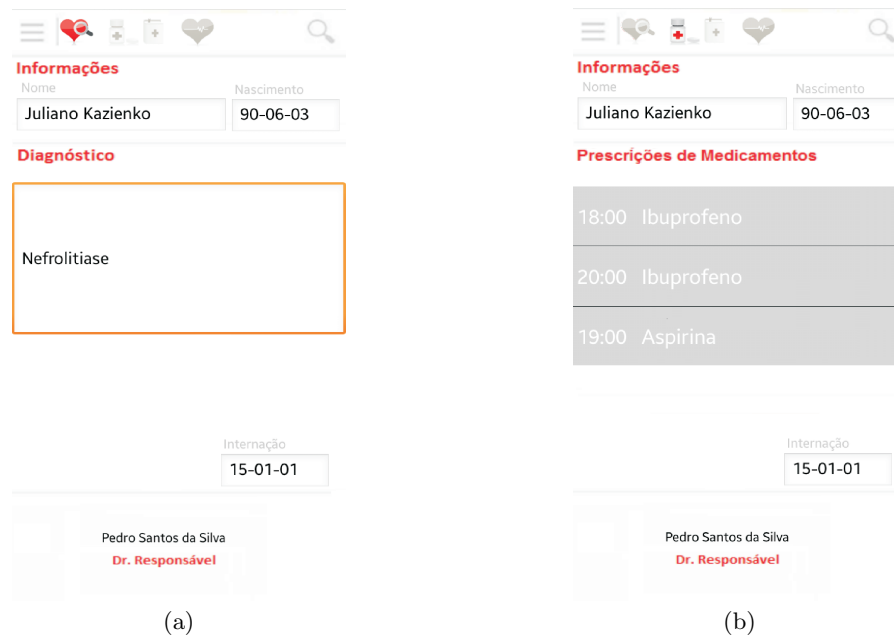 Informações
Nome Nascimento
Juliano Kazienko 90-06-03
Diagnóstico
Nefrolitiase
Internação
15-01-01
Pedro Santos da Silva
Dr. Responsável
(a)
Informações
Nome Nascimento
Juliano Kazienko 90-06-03
Prescrições de Medicamentos
18:00 Ibuprofeno
20:00 Ibuprofeno
19:00 Aspirina
Internação
15-01-01
Pedro Santos da Silva
Dr. Responsável
(b)